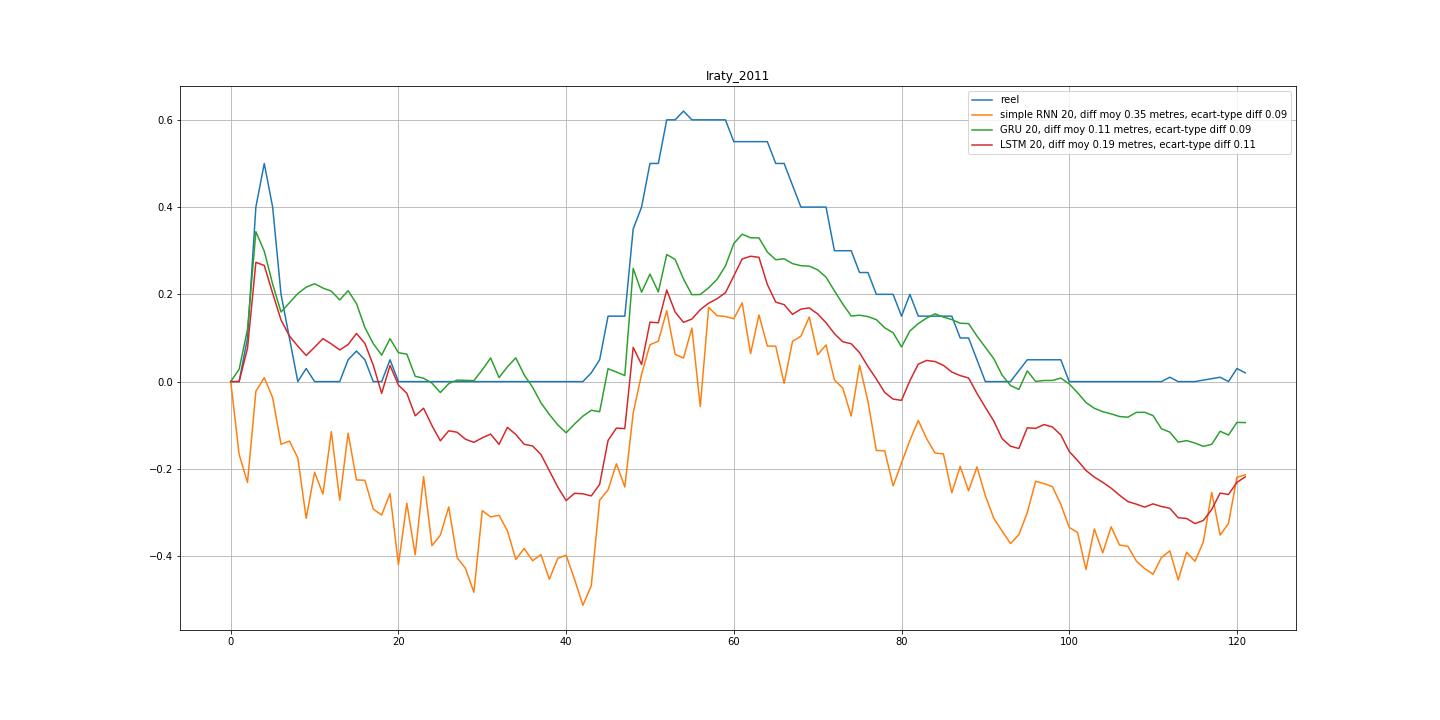 Iraty_2011
reel
simple RNN 20, diff moy 0.35 metres, ecart-type diff 0.09
GRU 20, diff moy 0.11 metres, ecart-type diff 0.09
LSTM 20, diff moy 0.19 metres, ecart-type diff 0.11
0.6
0.4
0.2
0.0
−0.2
−0.4
0 20 40 60 80 100 120